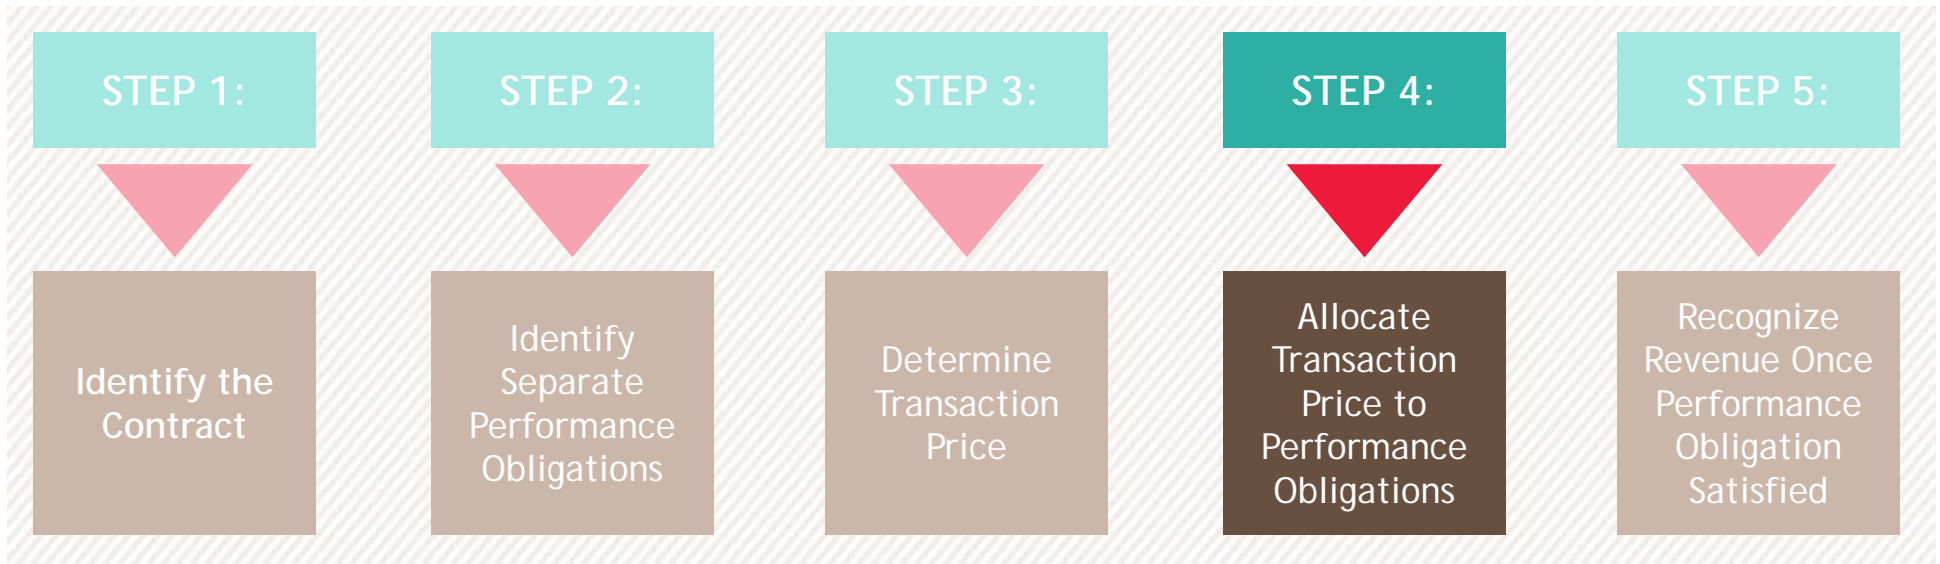 STEP 1:
Identify the
Contract
STEP 2:
Identify
Separate
Performance
Obligations
STEP 3:
Determine
Transaction
Price
STEP 4:
Allocate
Transaction
Price to
Performance
Obligations
STEP 5:
Recognize
Revenue Once
Performance
Obligation
Satisfied